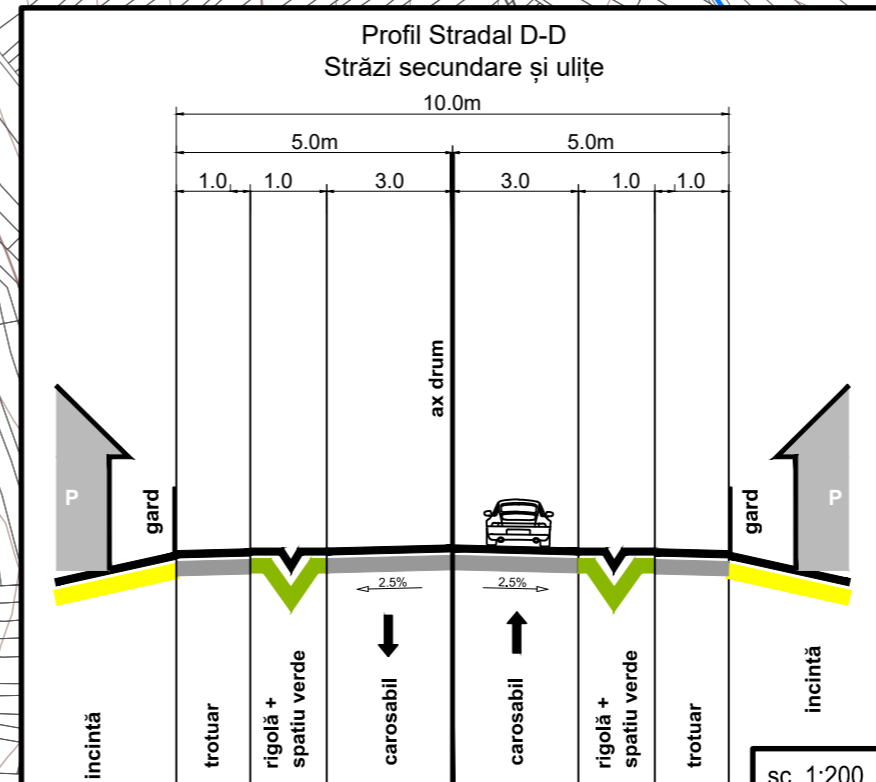 Profil Stradal D-D
Străzi secundare și ulițe
10.0m
5.0m 5.0m
1.0 1.0 3.0 3.0 1.0 1.0
ax drum
P gard gard P
2.5% 2.5%
incintă
trotuar
rigolă +
spatiu verde
carosabil
carosabil
rigolă +
spatiu verde
trotuar
incintă
sc. 1:200